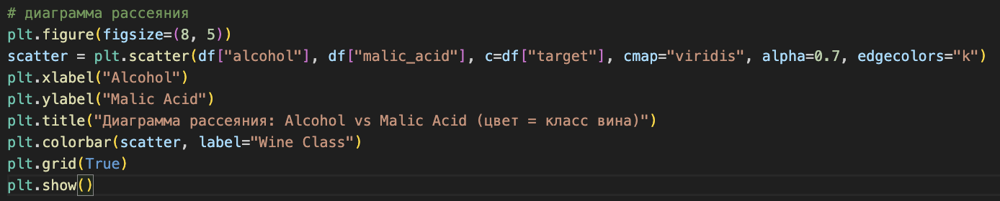 # диаграмма рассеяния
plt.figure(figsize=(8, 5))
scatter = plt.scatter(df["alcohol"], df["malic_acid"], c=df["target"], cmap="viridis", alpha=0.7, edgecolors="k")
plt.xlabel("Alcohol")
plt.ylabel("Malic Acid")
plt.title("Диаграмма рассеяния: Alcohol vs Malic Acid (цвет = класс вина)")
plt.colorbar(scatter, label="Wine Class")
plt.grid(True)
plt.show()